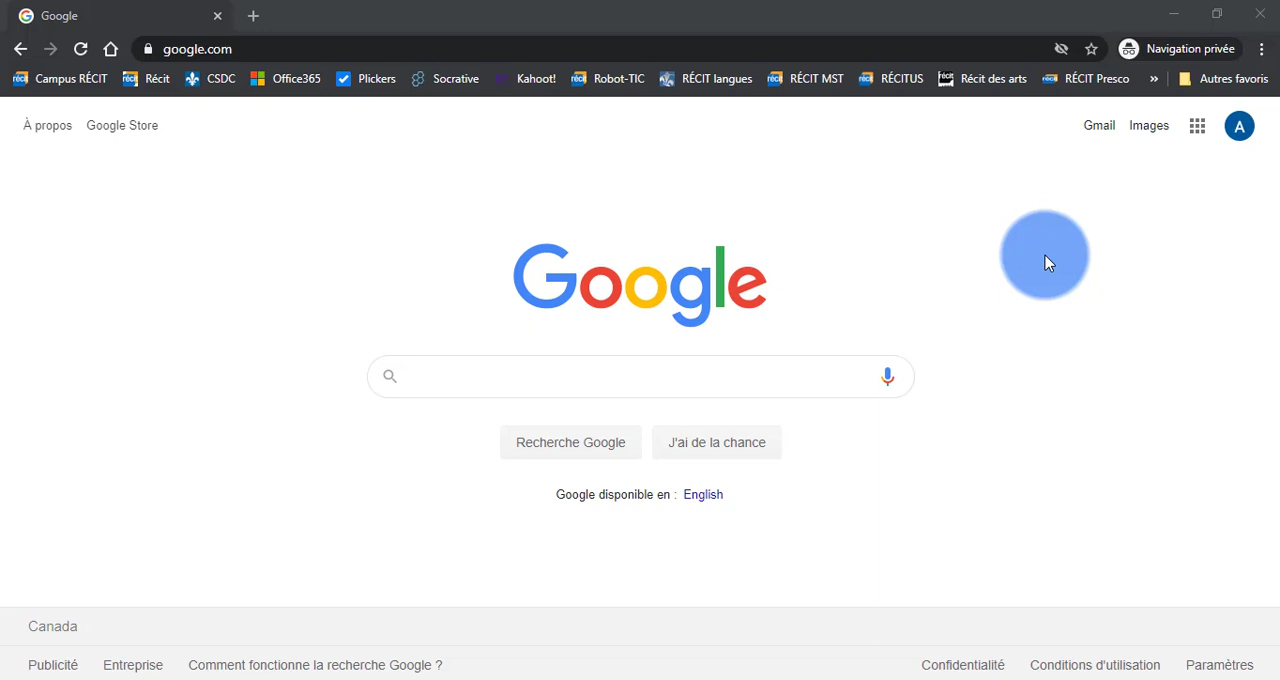 Google
google.com
Navigation privée
Campus RÉCIT Récit CSDC Office365 Plickers Socrative Kahoot! Robot-TIC RÉCIT langues RÉCIT MST RÉCITUS Récit des arts RÉCIT Presco » Autres favoris
À propos Google Store Gmail Images A
Google
Recherche Google J'ai de la chance
Google disponible en : English
Canada
Publicité Entreprise Comment fonctionne la recherche Google ? Confidentialité Conditions d'utilisation Paramètres